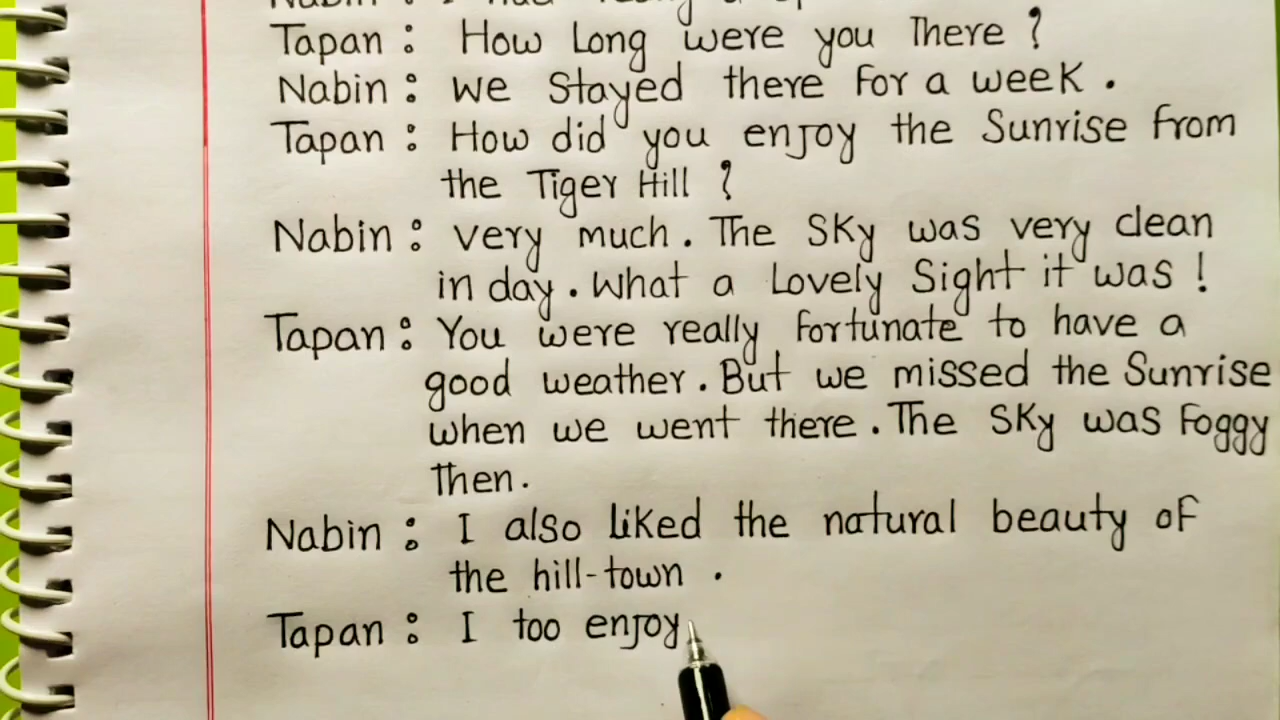 Tapan : How Long were you There ?
Nabin : we Stayed there for a week .
Tapan : How did you enjoy the Sunrise from
the Tiger Hill ?
Nabin : very much . The Sky was very clean
in day . What a Lovely Sight it was !
Tapan : You were really fortunate to have a
good weather . But we missed the Sunrise
when we went there . The Sky was Foggy
Then .
Nabin : I also liked the natural beauty of
the hill-town .
Tapan : I too enjoy